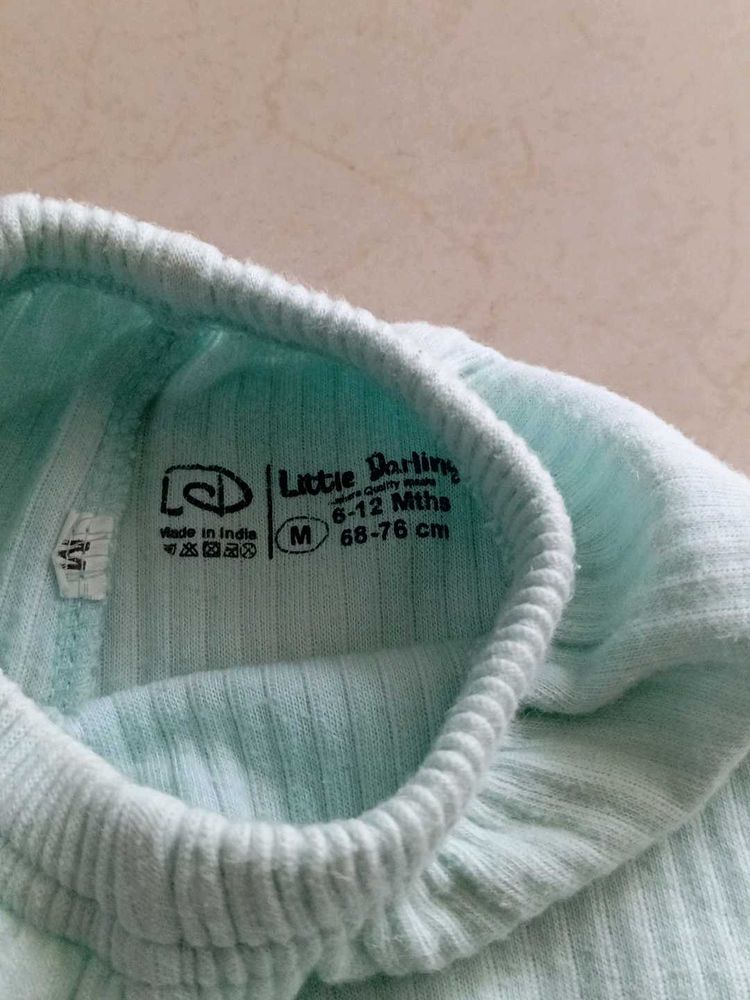 Little Darling
6-12 Mths
68-76 cm
M
Made in India
M